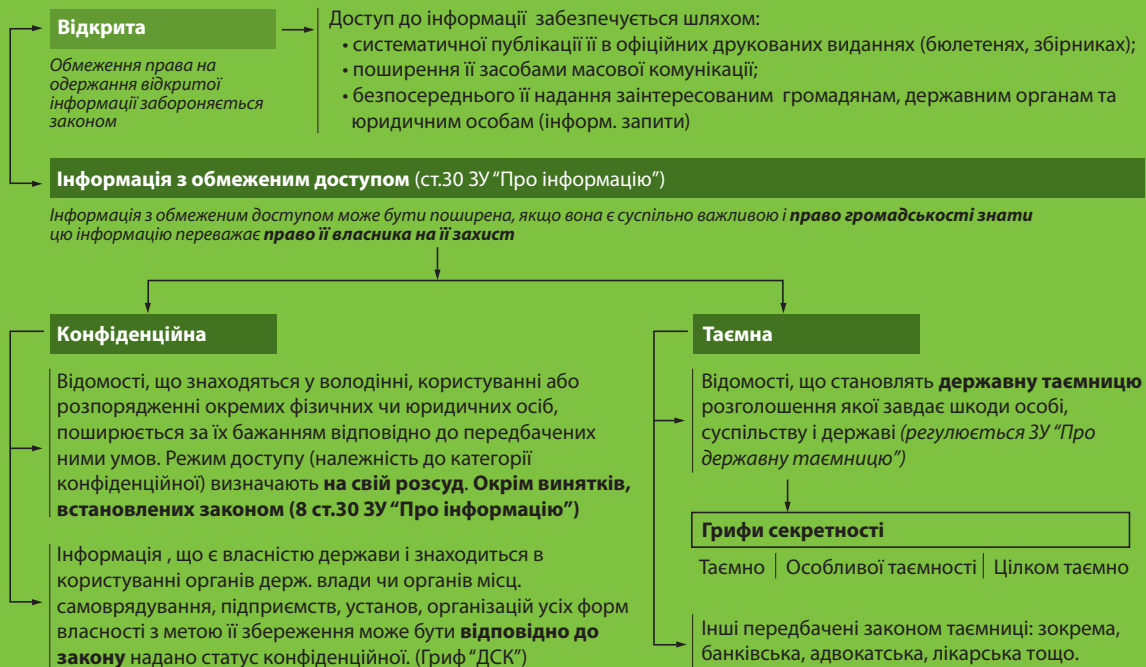 Відкрита
Обмеження права на
одержання відкритої
інформації забороняється
законом
Доступ до інформації забезпечується шляхом:
• систематичної публікації її в офіційних друкованих виданнях (бюлетенях, збірниках);
• поширення її засобами масової комунікації;
• безпосереднього її надання заінтересованим громадянам, державним органам та
юридичним особам (інформ. запити)
Інформація з обмеженим доступом (ст.30 ЗУ “Про інформацію”)
Інформація з обмеженим доступом може бути поширена, якщо вона є суспільно важливою і право громадськості знати
цю інформацію переважає право її власника на її захист
Конфіденційна
Відомості, що знаходяться у володінні, користуванні або
розпорядженні окремих фізичних чи юридичних осіб,
поширюється за їх бажанням відповідно до передбачених
ними умов. Режим доступу (належність до категорії
конфіденційної) визначають на свій розсуд. Окрім винятків,
встановлених законом (8 ст.30 ЗУ “Про інформацію”)
Інформація , що є власністю держави і знаходиться в
користуванні органів держ. влади чи органів місц.
самоврядування, підприємств, установ, організацій усіх форм
власності з метою її збереження може бути відповідно до
закону надано статус конфіденційної. (Гриф “ДСК”)
Таємна
Відомості, що становлять державну таємницю
розголошення якої завдає шкоди особі,
суспільству і державі (регулюється ЗУ “Про
державну таємницю”)
Грифи секретності
Таємно | Особливої таємності | Цілком таємно
Інші передбачені законом таємниці: зокрема,
банківська, адвокатська, лікарська тощо.